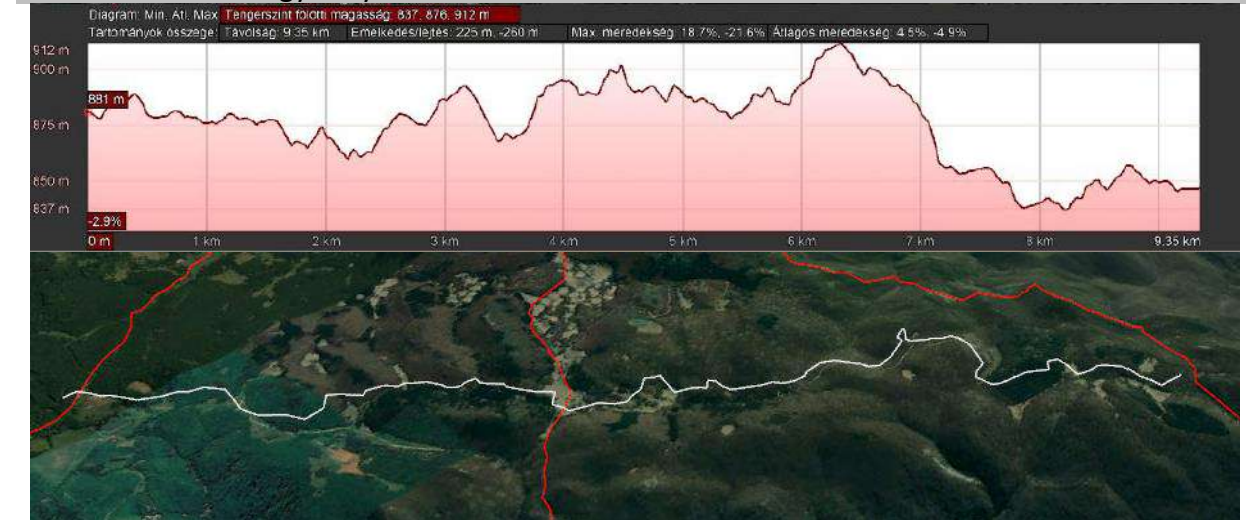 Diagram: Min, Átl, Max Tengerszint fölötti magasság: 837, 876, 912 m
Tartományok összege: Távolság: 9.35 km Emelkedés/lejtés: 225 m, -260 m Max. meredekség: 18.7%, -21.6% Átlagos meredekség: 4.5%, -4.9%
912 m
900 m
881 m
875 m
850 m
837 m
-2.9%
0 m 1 km 2 km 3 km 4 km 5 km 6 km 7 km 8 km 9.35 km